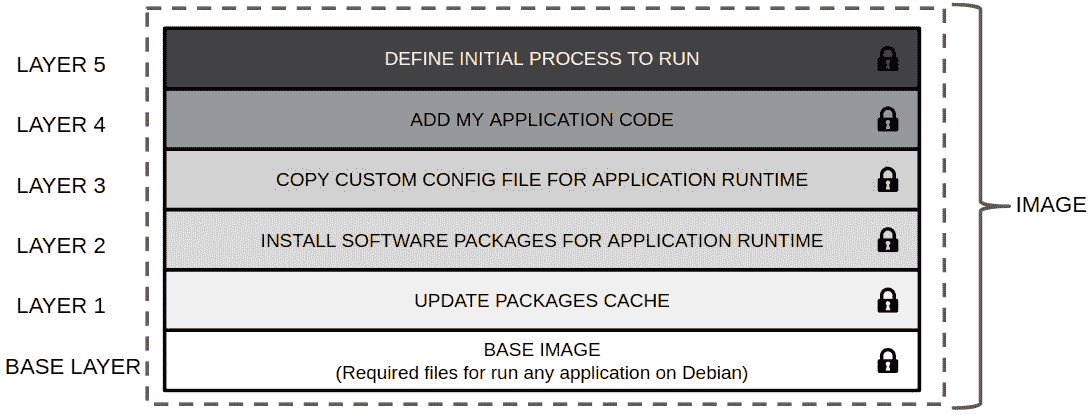 LAYER 5
DEFINE INITIAL PROCESS TO RUN
LAYER 4
ADD MY APPLICATION CODE
LAYER 3
COPY CUSTOM CONFIG FILE FOR APPLICATION RUNTIME
IMAGE
LAYER 2
INSTALL SOFTWARE PACKAGES FOR APPLICATION RUNTIME
LAYER 1
UPDATE PACKAGES CACHE
BASE LAYER
BASE IMAGE
(Required files for run any application on Debian)